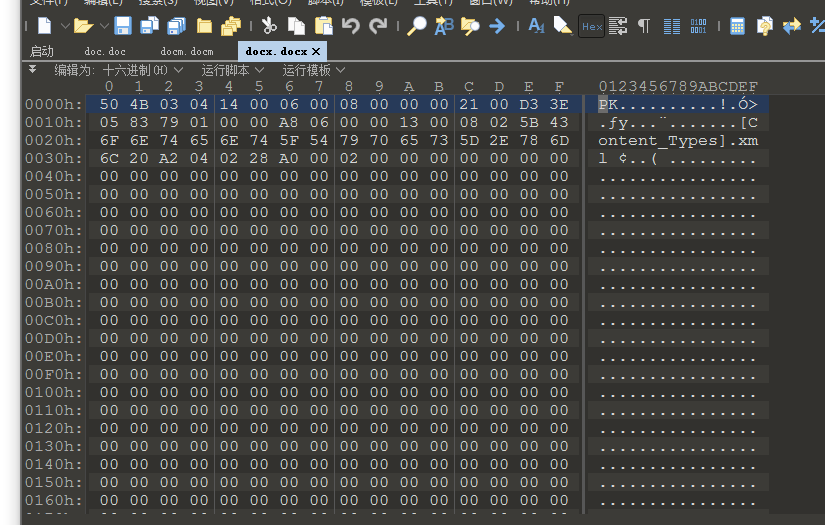 启动 doc.doc docm.docm docx.docx ×
编辑为: 十六进制(H) 运行脚本 运行模板
0 1 2 3 4 5 6 7 8 9 A B C D E F 0123456789ABCDEF
0000h: 50 4B 03 04 14 00 06 00 08 00 00 00 21 00 D3 3E PK..........!.Ó>
0010h: 05 83 79 01 00 00 A8 06 00 00 13 00 08 02 5B 43 .ƒy...¨.......[C
0020h: 6F 6E 74 65 6E 74 5F 54 79 70 65 73 5D 2E 78 6D ontent_Types].xm
0030h: 6C 20 A2 04 02 28 A0 00 02 00 00 00 00 00 00 00 l ¢..( .........
0040h: 00 00 00 00 00 00 00 00 00 00 00 00 00 00 00 00 ................
0050h: 00 00 00 00 00 00 00 00 00 00 00 00 00 00 00 00 ................
0060h: 00 00 00 00 00 00 00 00 00 00 00 00 00 00 00 00 ................
0070h: 00 00 00 00 00 00 00 00 00 00 00 00 00 00 00 00 ................
0080h: 00 00 00 00 00 00 00 00 00 00 00 00 00 00 00 00 ................
0090h: 00 00 00 00 00 00 00 00 00 00 00 00 00 00 00 00 ................
00A0h: 00 00 00 00 00 00 00 00 00 00 00 00 00 00 00 00 ................
00B0h: 00 00 00 00 00 00 00 00 00 00 00 00 00 00 00 00 ................
00C0h: 00 00 00 00 00 00 00 00 00 00 00 00 00 00 00 00 ................
00D0h: 00 00 00 00 00 00 00 00 00 00 00 00 00 00 00 00 ................
00E0h: 00 00 00 00 00 00 00 00 00 00 00 00 00 00 00 00 ................
00F0h: 00 00 00 00 00 00 00 00 00 00 00 00 00 00 00 00 ................
0100h: 00 00 00 00 00 00 00 00 00 00 00 00 00 00 00 00 ................
0110h: 00 00 00 00 00 00 00 00 00 00 00 00 00 00 00 00 ................
0120h: 00 00 00 00 00 00 00 00 00 00 00 00 00 00 00 00 ................
0130h: 00 00 00 00 00 00 00 00 00 00 00 00 00 00 00 00 ................
0140h: 00 00 00 00 00 00 00 00 00 00 00 00 00 00 00 00 ................
0150h: 00 00 00 00 00 00 00 00 00 00 00 00 00 00 00 00 ................
0160h: 00 00 00 00 00 00 00 00 00 00 00 00 00 00 00 00 ................